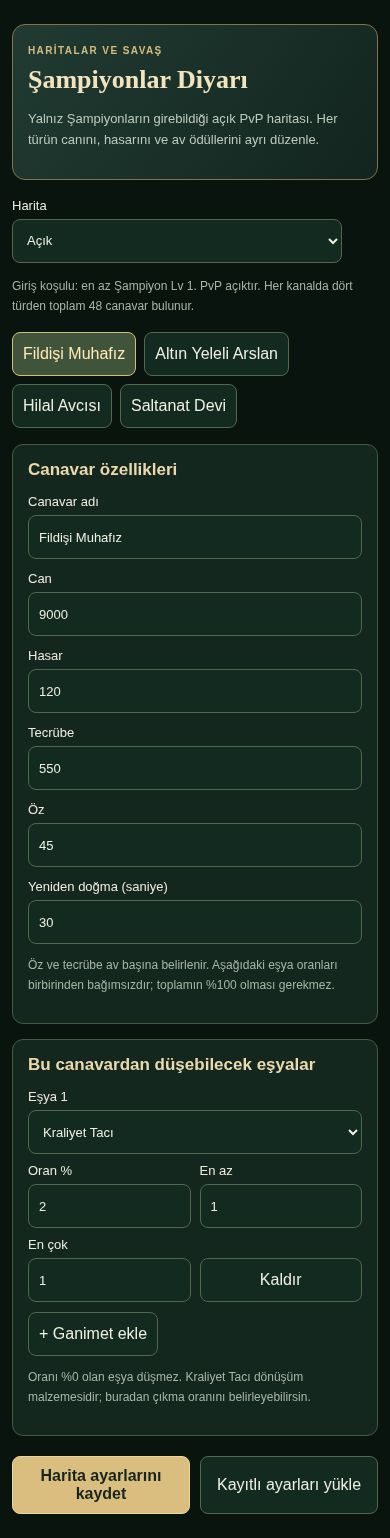 HARİTALAR VE SAVAŞ
Şampiyonlar Diyarı
Yalnız Şampiyonların girebildiği açık PvP haritası. Her
türün canını, hasarını ve av ödüllerini ayrı düzenle.
Harita
Açık
Giriş koşulu: en az Şampiyon Lv 1. PvP açıktır. Her kanalda dört
türden toplam 48 canavar bulunur.
Fildişi Muhafız
Altın Yeleli Arslan
Hilal Avcısı
Saltanat Devi
Canavar özellikleri
Canavar adı
Fildişi Muhafız
Can
9000
Hasar
120
Tecrübe
550
Öz
45
Yeniden doğma (saniye)
30
Öz ve tecrübe av başına belirlenir. Aşağıdaki eşya oranları
birbirinden bağımsızdır; toplamın %100 olması gerekmez.
Bu canavardan düşebilecek eşyalar
Eşya 1
Kraliyet Tacı
Oran %
En az
2
1
En çok
1
Kaldır
+ Ganimet ekle
Oranı %0 olan eşya düşmez. Kraliyet Tacı dönüşüm
malzemesidir; buradan çıkma oranını belirleyebilirsin.
Harita ayarlarını
kaydet
Kayıtlı ayarları yükle